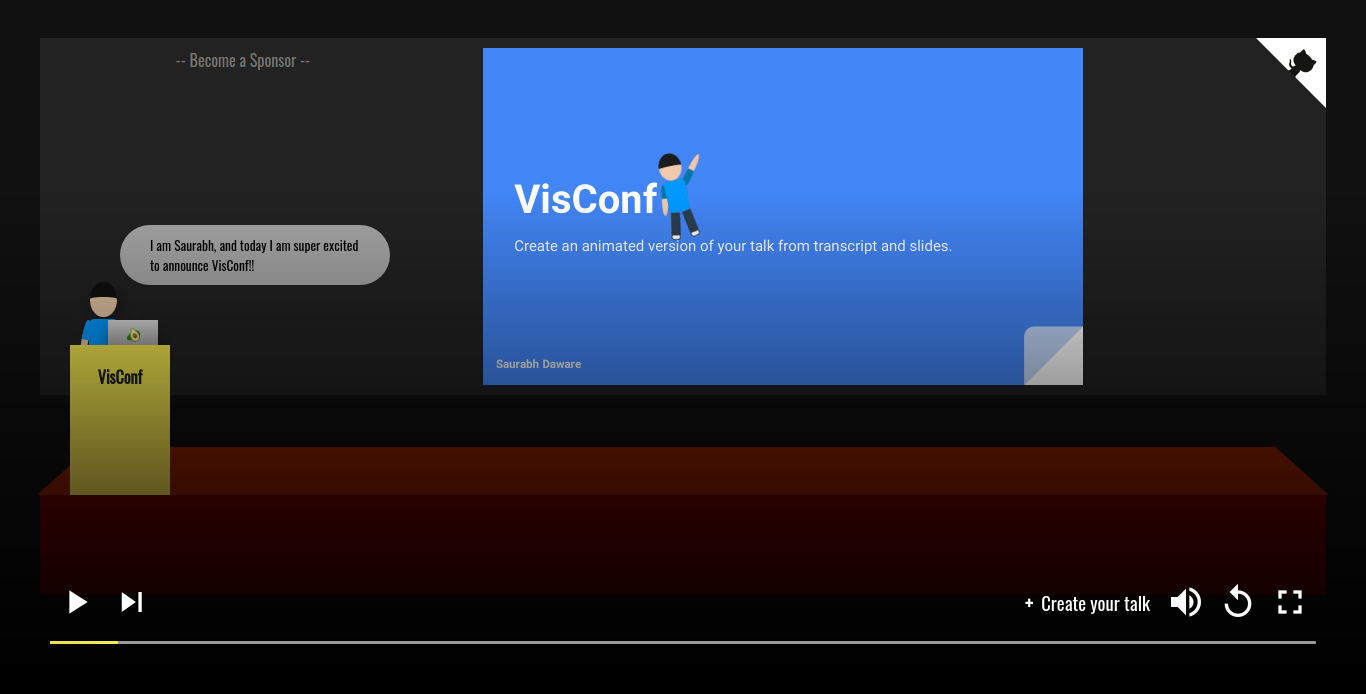 -- Become a Sponsor --
VisConf
Create an animated version of your talk from transcript and slides.
Saurabh Daware
I am Saurabh, and today I am super excited
to announce VisConf!!
VisConf
+ Create your talk